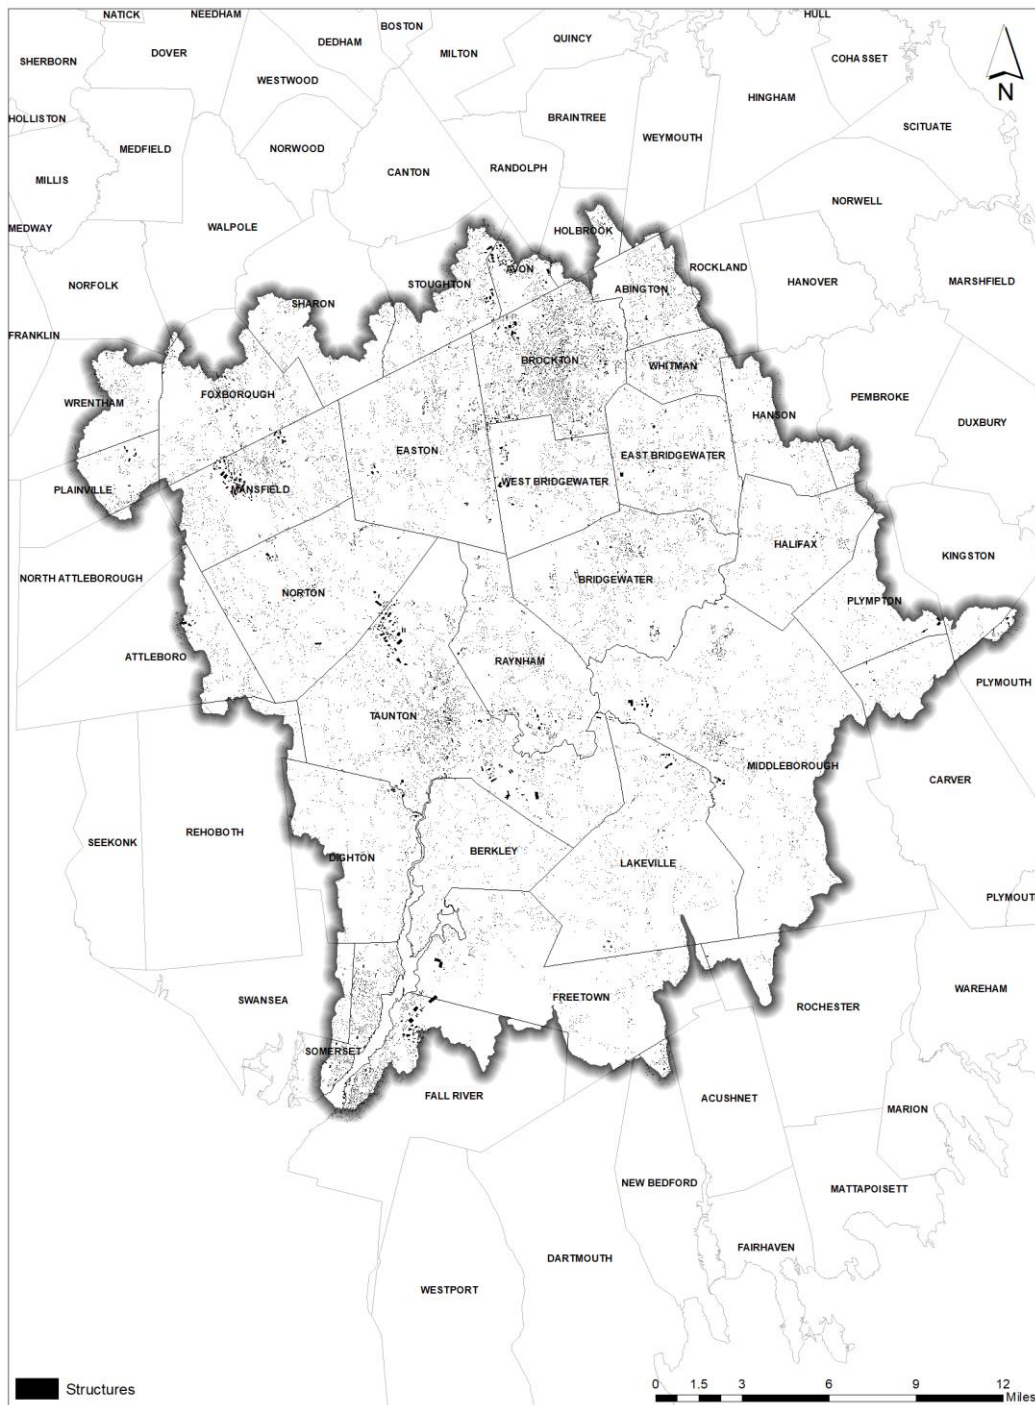 NATICK
NEEDHAM
BOSTON
HULL
DOVER
DEDHAM
MILTON
QUINCY
SHERBORN
COHASSET
WESTWOOD
HINGHAM
HOLLISTON
BRAINTREE
SCITUATE
MEDFIELD
NORWOOD
WEYMOUTH
RANDOLPH
CANTON
MILLIS
NORWELL
MEDWAY
WALPOLE
HOLBROOK
N
AVON
ROCKLAND
NORFOLK
STOUGHTON
ABINGTON
HANOVER
MARSHFIELD
SHARON
FRANKLIN
BROCKTON
WHITMAN
FOXBOROUGH
PEMBROKE
WRENTHAM
HANSON
DUXBURY
EASTON
EAST BRIDGEWATER
PLAINVILLE
MANSFIELD
WEST BRIDGEWATER
HALIFAX
KINGSTON
NORTH ATTLEBOROUGH
BRIDGEWATER
NORTON
PLYMPTON
ATTLEBORO
RAYNHAM
PLYMOUTH
TAUNTON
MIDDLEBOROUGH
CARVER
REHOBOTH
SEEKONK
BERKLEY
DIGHTON
LAKEVILLE
PLYMOUT
SWANSEA
FREETOWN
ROCHESTER
WAREHAM
SOMERSET
FALL RIVER
ACUSHNET
MARION
NEW BEDFORD
MATTAPOISETT
FAIRHAVEN
DARTMOUTH
WESTPORT
Structures
0 1.5 3 6 9 12
Miles